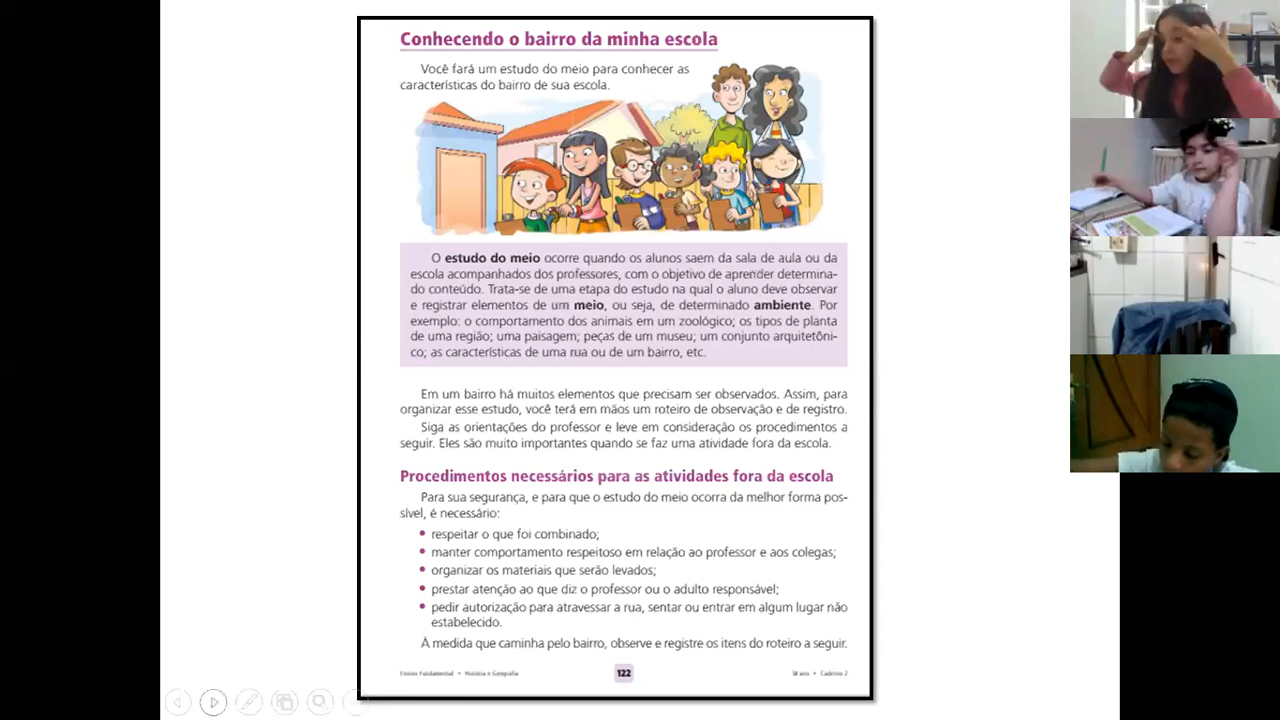 Conhecendo o bairro da minha escola
Você fará um estudo do meio para conhecer as
características do bairro de sua escola.
O estudo do meio ocorre quando os alunos saem da sala de aula ou da
escola acompanhados dos professores, com o objetivo de aprender determina-
do conteúdo. Trata-se de uma etapa do estudo na qual o aluno deve observar
e registrar elementos de um meio, ou seja, de determinado ambiente. Por
exemplo: o comportamento dos animais em um zoológico; os tipos de planta
de uma região; uma paisagem; peças de um museu; um conjunto arquitetôni-
co; as características de uma rua ou de um bairro, etc.
Em um bairro há muitos elementos que precisam ser observados. Assim, para
organizar esse estudo, você terá em mãos um roteiro de observação e de registro.
Siga as orientações do professor e leve em consideração os procedimentos a
seguir. Eles são muito importantes quando se faz uma atividade fora da escola.
Procedimentos necessários para as atividades fora da escola
Para sua segurança, e para que o estudo do meio ocorra da melhor forma pos-
sível, é necessário:
• respeitar o que foi combinado;
• manter comportamento respeitoso em relação ao professor e aos colegas;
• organizar os materiais que serão levados;
• prestar atenção ao que diz o professor ou o adulto responsável;
• pedir autorização para atravessar a rua, sentar ou entrar em algum lugar não
estabelecido.
À medida que caminha pelo bairro, observe e registre os itens do roteiro a seguir.
Ensino Fundamental • História e Geografia
122
3º ano • Caderno 2